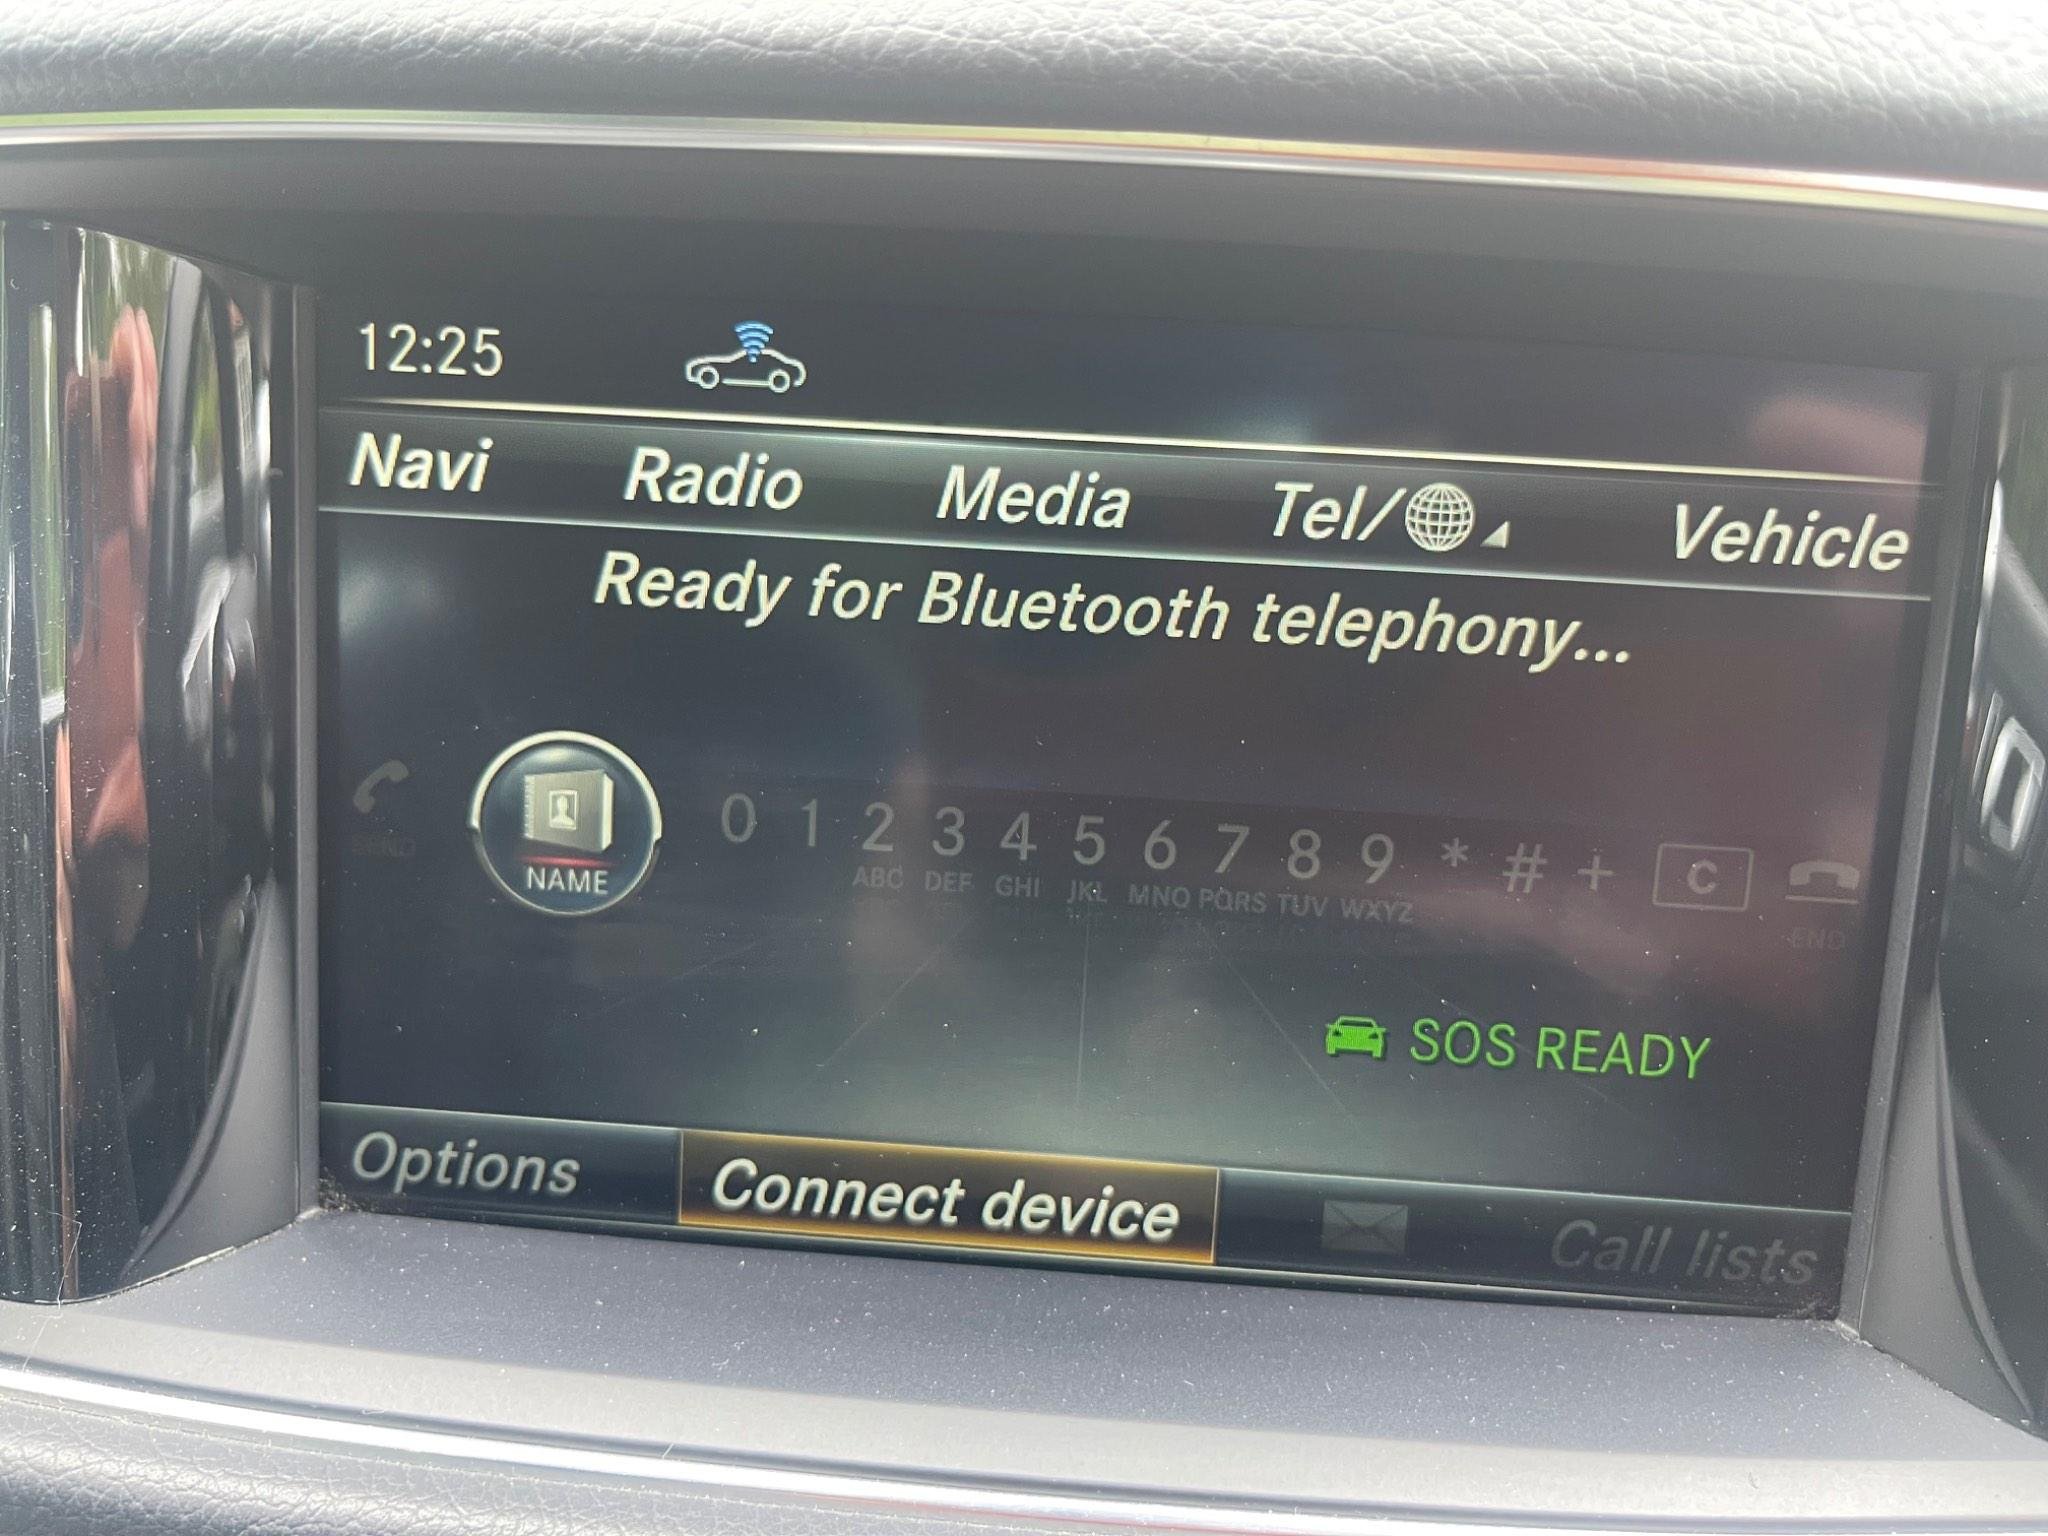 12:25
Navi Radio Media Tel/ Vehicle
Ready for Bluetooth telephony...
0 1 2 3 4 5 6 7 8 9 * # + C
SEND NAME ABC DEF GHI JKL MNO PQRS TUV WXYZ END
SOS READY
Options Connect device Call lists